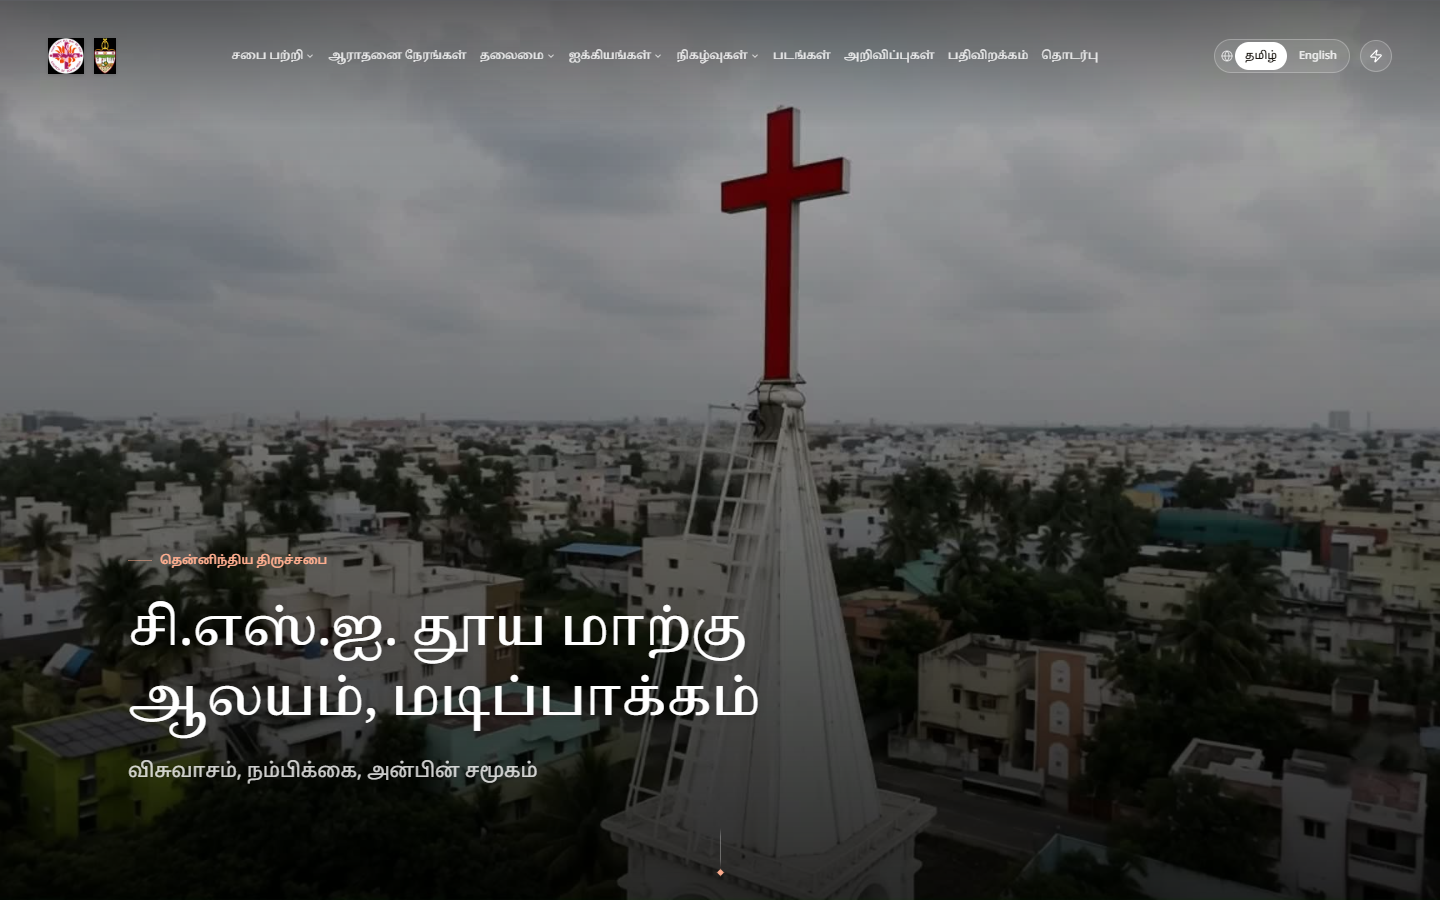 சபை பற்றி ஆராதனை நேரங்கள் தலைமை ஐக்கியங்கள் நிகழ்வுகள் படங்கள் அறிவிப்புகள் பதிவிறக்கம் தொடர்பு தமிழ் English
தென்னிந்திய திருச்சபை
சி.எஸ்.ஐ. தூய மாற்கு
ஆலயம், மடிப்பாக்கம்
விசுவாசம், நம்பிக்கை, அன்பின் சமூகம்